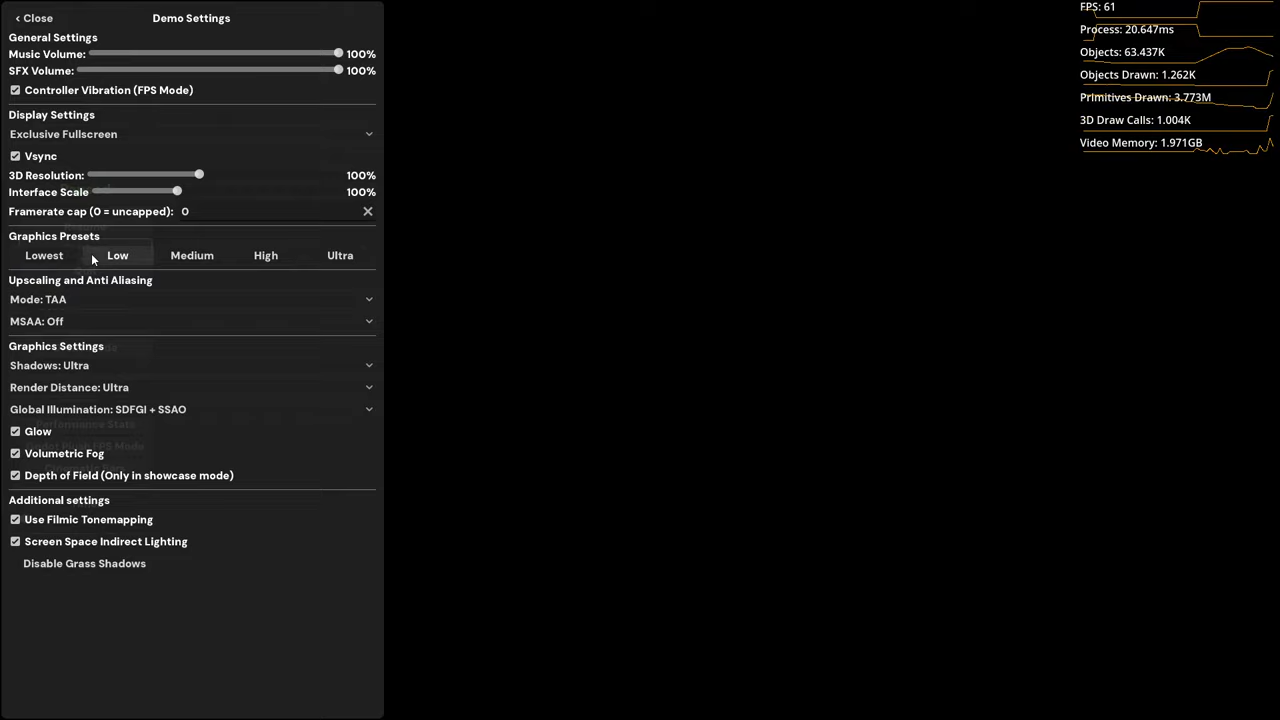 < Close
Demo Settings
General Settings
Music Volume: 100%
SFX Volume: 100%
Controller Vibration (FPS Mode)
Display Settings
Exclusive Fullscreen
Vsync
3D Resolution: 100%
Interface Scale 100%
Framerate cap (0 = uncapped): 0
Graphics Presets
Lowest Low Medium High Ultra
Upscaling and Anti Aliasing
Mode: TAA
MSAA: Off
Graphics Settings
Shadows: Ultra
Render Distance: Ultra
Global Illumination: SDFGI + SSAO
Glow
Performance Stats
Volumetric Fog
Depth of Field (Only in showcase mode)
Additional settings
Use Filmic Tonemapping
Screen Space Indirect Lighting
Disable Grass Shadows
FPS: 61
Process: 20.647ms
Objects: 63.437K
Objects Drawn: 1.262K
Primitives Drawn: 3.773M
3D Draw Calls: 1.004K
Video Memory: 1.971GB